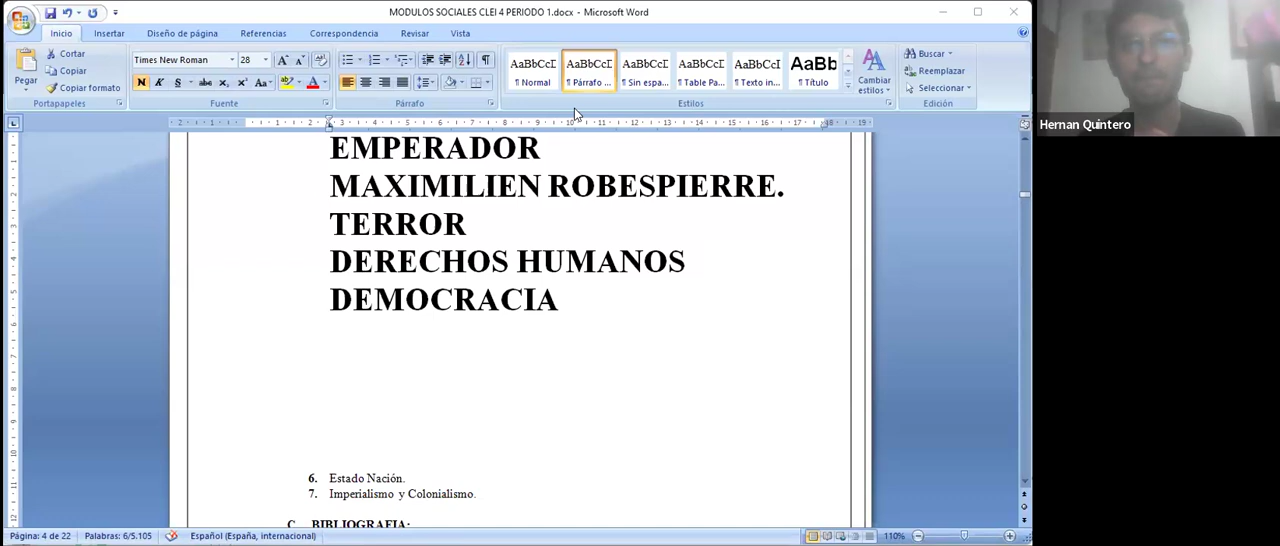 MODULOS SOCIALES CLEI 4 PERIODO 1.docx - Microsoft Word
Inicio Insertar Diseño de página Referencias Correspondencia Revisar Vista
Cortar
Copiar
Copiar formato
Pegar
Portapapeles
Times New Roman 28
Fuente
Párrafo
AaBbCcI AaBbCcI AaBbCcI AaBbCcI AaBbCcI AaBb
¶ Normal ¶ Párrafo ... ¶ Sin espa... ¶ Table Pa... ¶ Texto in... ¶ Título
Cambiar estilos
Estilos
Buscar
Reemplazar
Seleccionar
Edición
Hernan Quintero
EMPERADOR
MAXIMILIEN ROBESPIERRE.
TERROR
DERECHOS HUMANOS
DEMOCRACIA
6. Estado Nación.
7. Imperialismo y Colonialismo.
C. BIBLIOGRAFIA:
Página: 4 de 22 Palabras: 6/5.105 Español (España, internacional) 110%